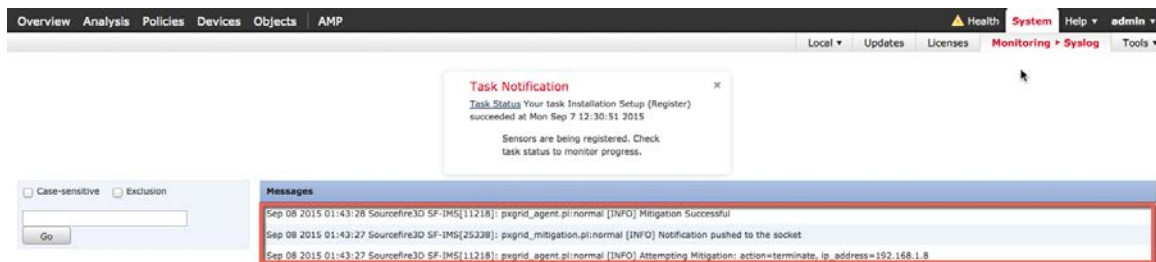 Overview Analysis Policies Devices Objects AMP Health System Help admin
Local Updates Licenses Monitoring ▸ Syslog Tools
Task Notification ×
Task Status Your task Installation Setup (Register)
succeeded at Mon Sep 7 12:30:51 2015
Sensors are being registered. Check
task status to monitor progress.
Case-sensitive Exclusion
Go
Messages
Sep 08 2015 01:43:28 Sourcefire3D SF-IMS[11218]: pxgrid_agent.pl:normal [INFO] Mitigation Successful
Sep 08 2015 01:43:27 Sourcefire3D SF-IMS[25338]: pxgrid_mitigation.pl:normal [INFO] Notification pushed to the socket
Sep 08 2015 01:43:27 Sourcefire3D SF-IMS[11218]: pxgrid_agent.pl:normal [INFO] Attempting Mitigation: action=terminate, ip_address=192.168.1.8